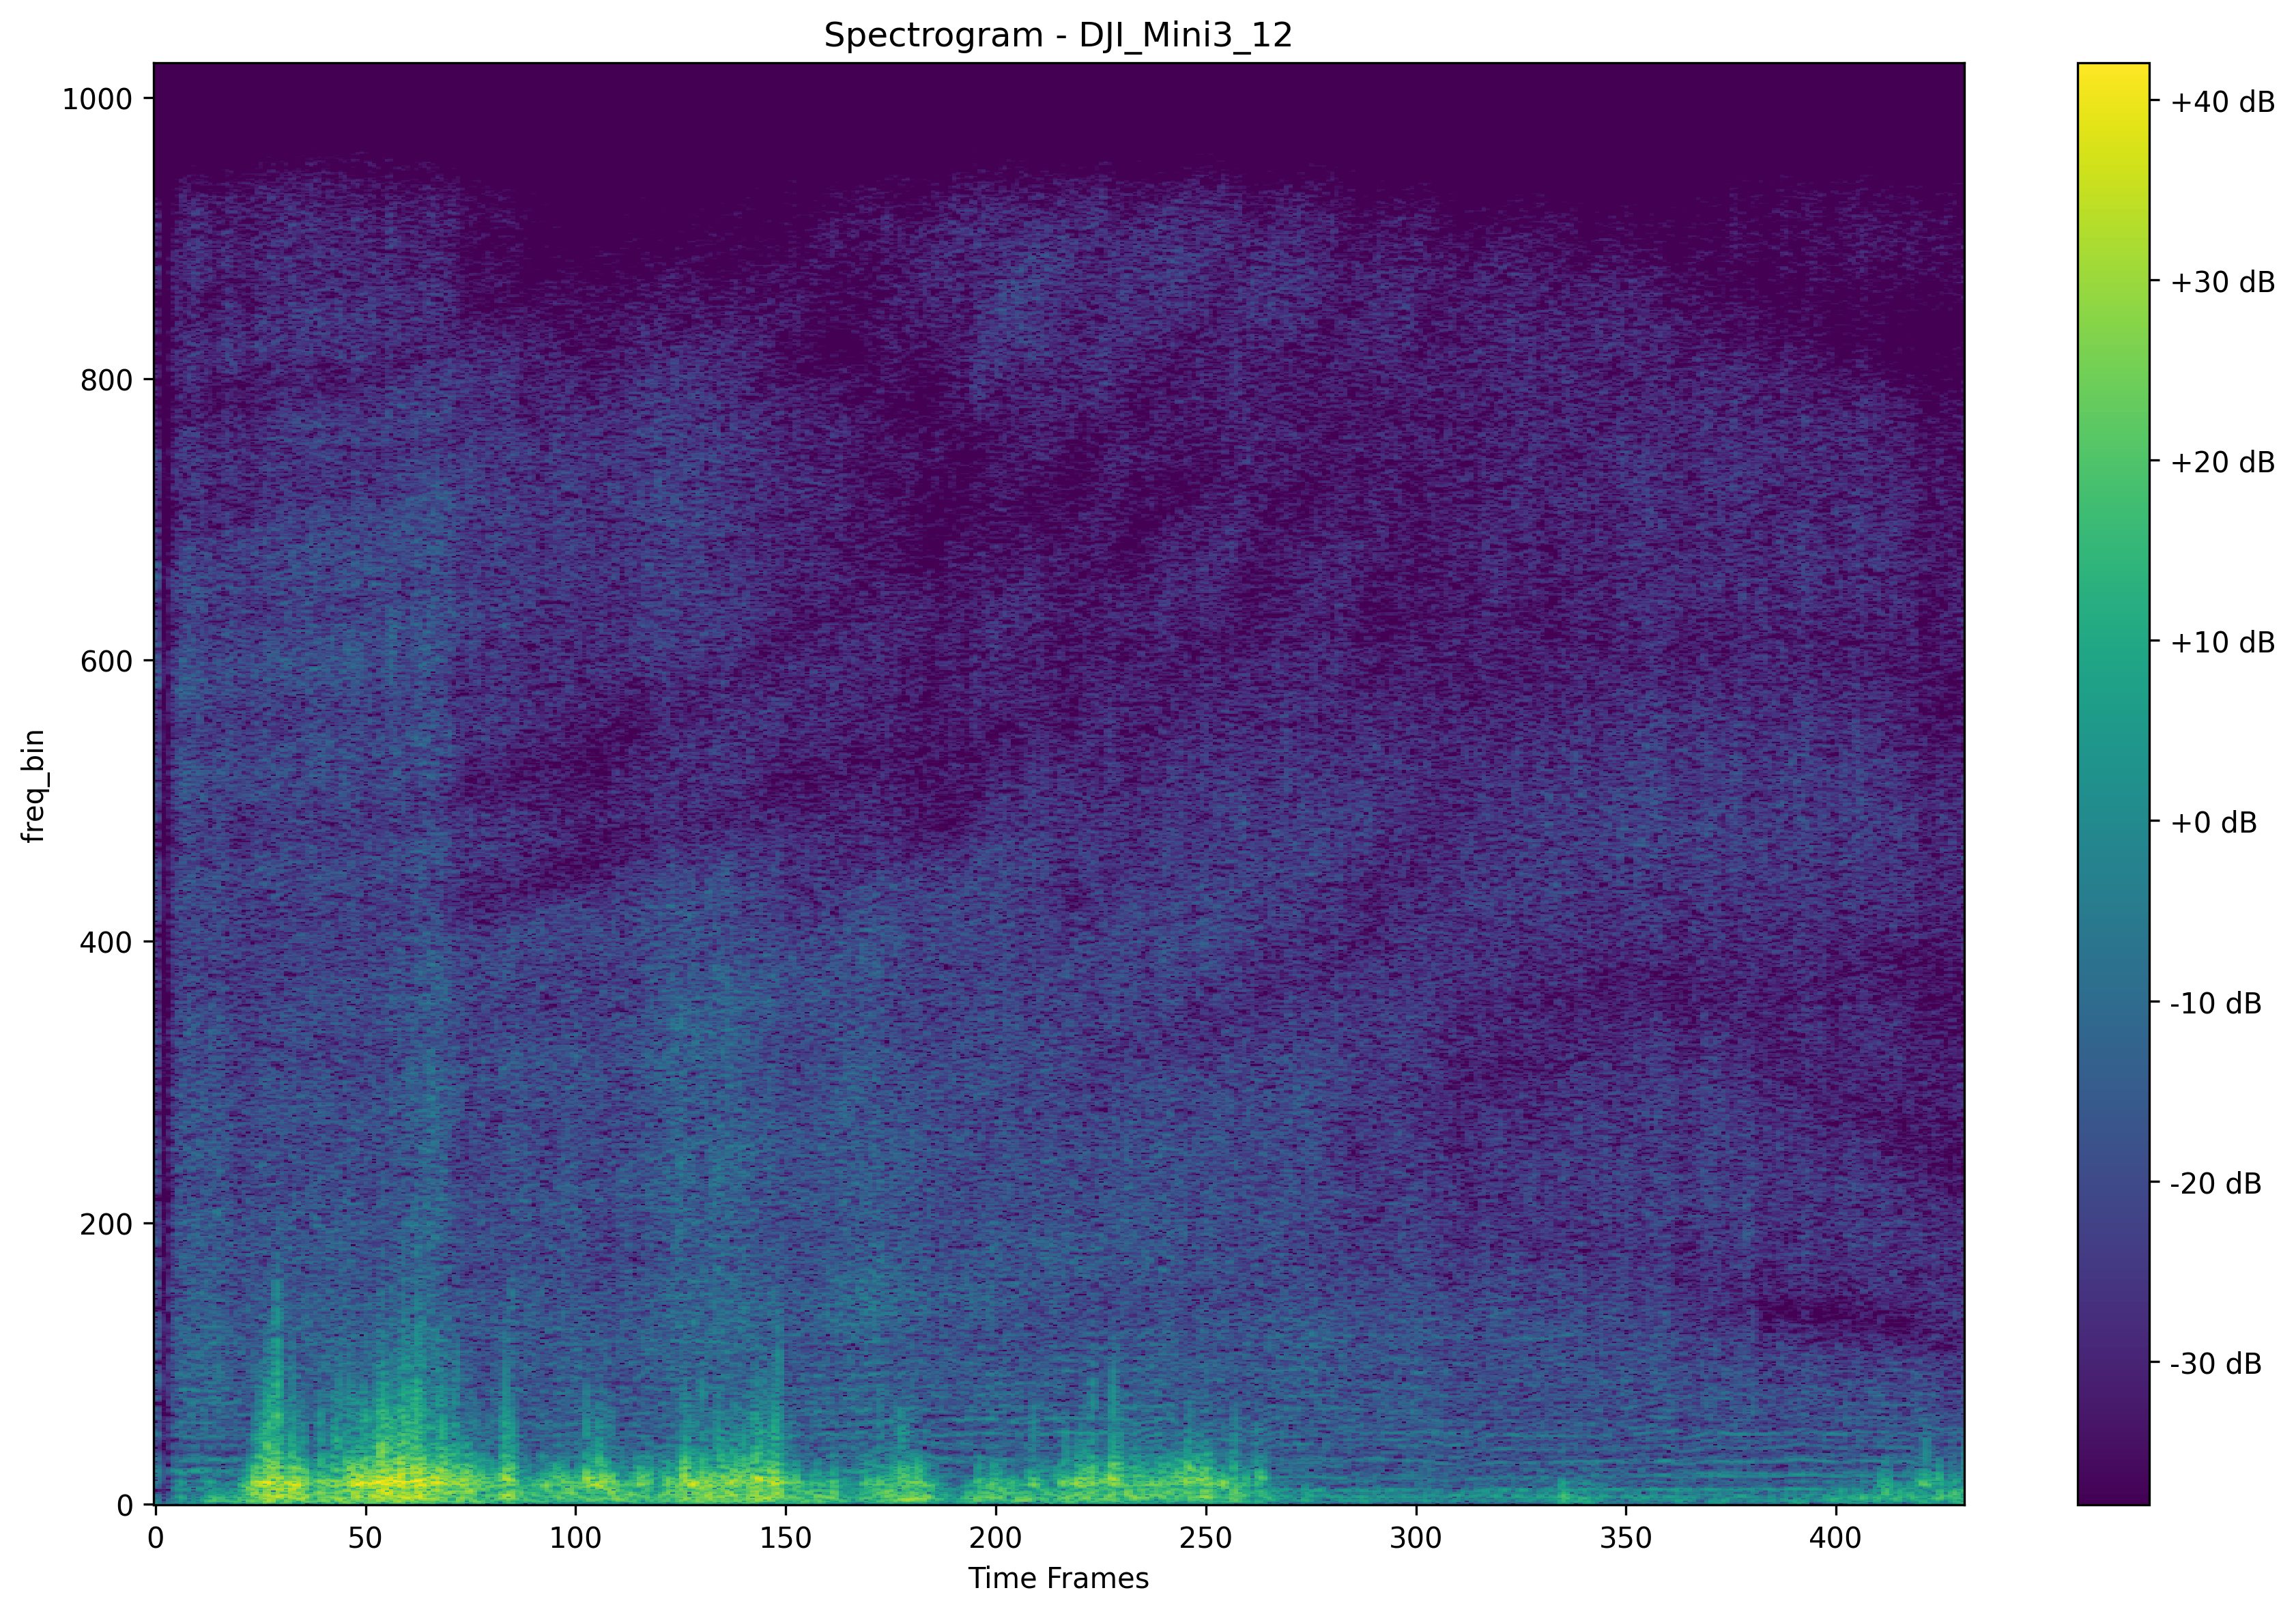 Spectrogram - DJI_Mini3_12
freq_bin
1000
800
600
400
200
0
0 50 100 150 200 250 300 350 400
Time Frames
+40 dB
+30 dB
+20 dB
+10 dB
+0 dB
-10 dB
-20 dB
-30 dB